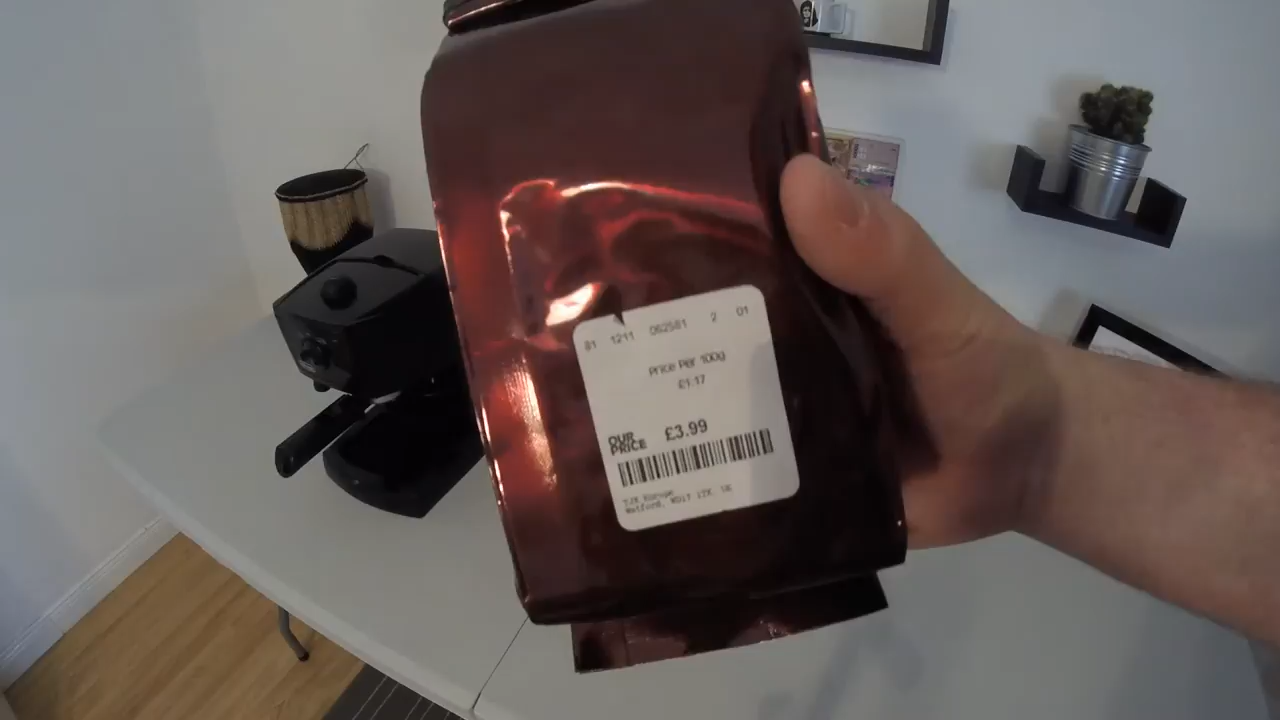 81 1211 062581 2 01
Price Per 100g
£1.17
OUR PRICE £3.99
TJX Europe
Watford, WD17 1TX, UK